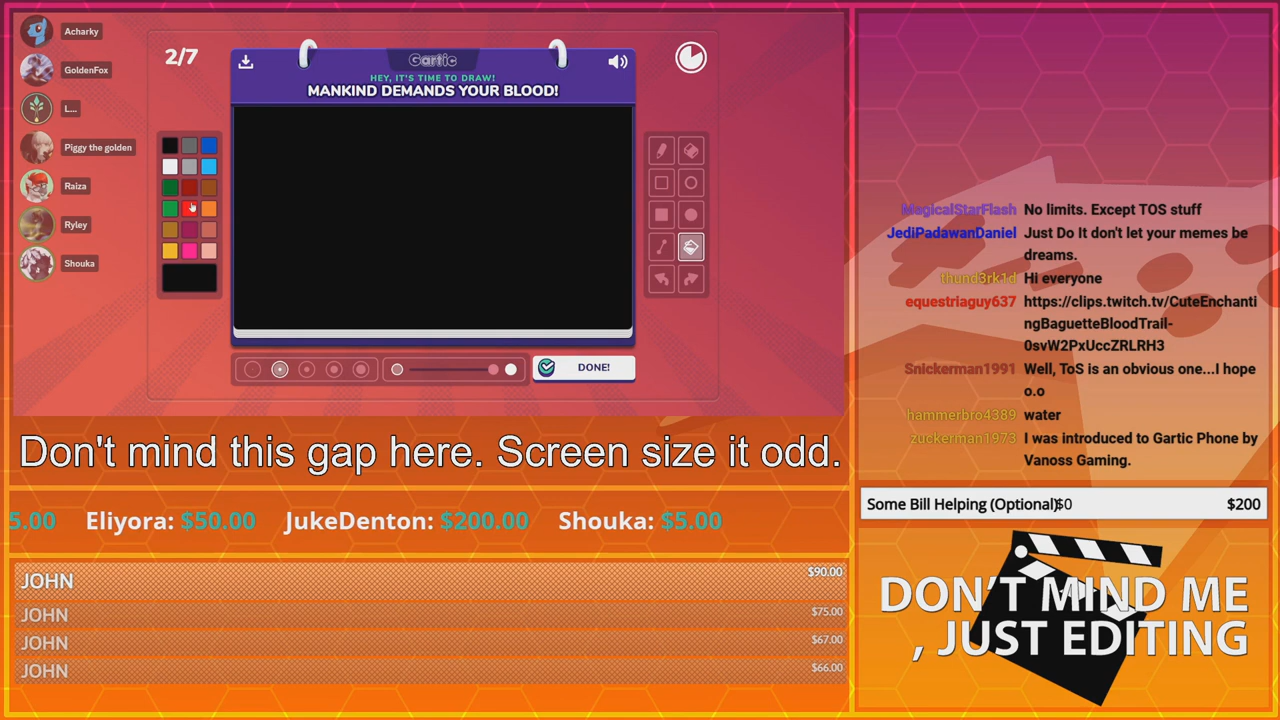 Acharky
GoldenFox
L...
Piggy the golden
Raiza
Ryley
Shouka
2/7
Gartic
HEY, IT'S TIME TO DRAW!
MANKIND DEMANDS YOUR BLOOD!
DONE!
Don't mind this gap here. Screen size it odd.
5.00 Eliyora: $50.00 JukeDenton: $200.00 Shouka: $5.00
JOHN $90.00
JOHN $75.00
JOHN $67.00
JOHN $66.00
MagicalStarFlash No limits. Except TOS stuff
JediPadawanDaniel Just Do It don't let your memes be
dreams.
thund3rk1d Hi everyone
equestriaguy637 https://clips.twitch.tv/CuteEnchanti
ngBaguetteBloodTrail-
0svW2PxUccZRLRH3
Snickerman1991 Well, ToS is an obvious one...I hope
o.o
hammerbro4389 water
zuckerman1973 I was introduced to Gartic Phone by
Vanoss Gaming.
Some Bill Helping (Optional) $0 $200
DON'T MIND ME
, JUST EDITING